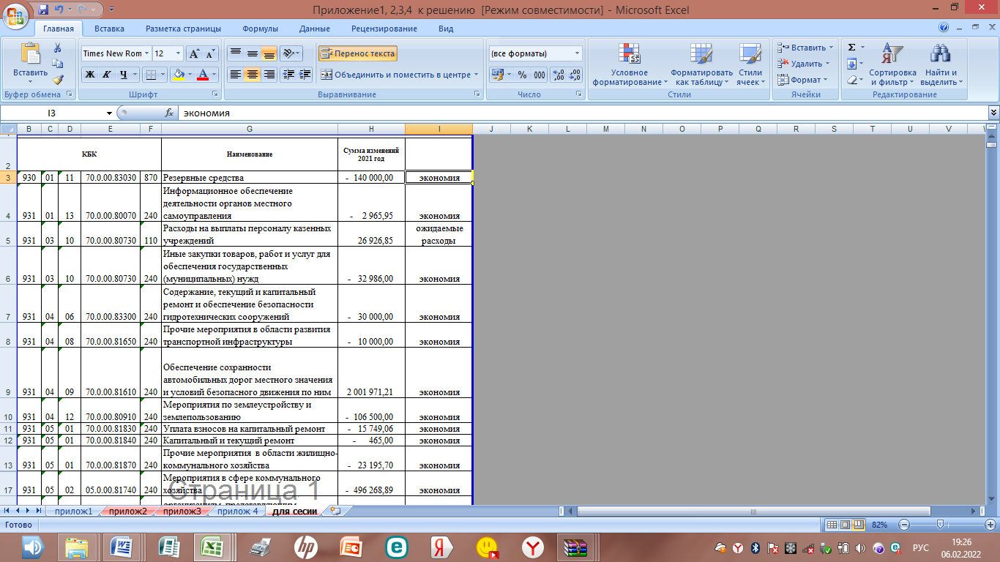 Приложение1, 2,3,4 к решению [Режим совместимости] - Microsoft Excel
Главная Вставка Разметка страницы Формулы Данные Рецензирование Вид
Times New Rom 12 Перенос текста (все форматы) Вставить Σ
Вставить Ж К Ч А Объединить и поместить в центре % 000 Условное форматирование Форматировать как таблицу Стили ячеек Удалить Формат Сортировка и фильтр Найти и выделить
Буфер обмена Шрифт Выравнивание Число Стили Ячейки Редактирование
I3 fx экономия
B C D E F G H I J K L M N O P Q R S T U V
2 КБК Наименование Сумма изменений 2021 год
3 930 01 11 70.0.00.83030 870 Резервные средства - 140 000,00 экономия
Информационное обеспечение
деятельности органов местного
4 931 01 13 70.0.00.80070 240 самоуправления - 2 965,95 экономия
Расходы на выплаты персоналу казенных ожидаемые
5 931 03 10 70.0.00.80730 110 учреждений 26 926,85 расходы
Иные закупки товаров, работ и услуг для
обеспечения государственных
6 931 03 10 70.0.00.80730 240 (муниципальных) нужд - 32 986,00 экономия
Содержание, текущий и капитальный
ремонт и обеспечение безопасности
7 931 04 06 70.0.00.83300 240 гидротехнических сооружений - 30 000,00 экономия
Прочие мероприятия в области развития
8 931 04 08 70.0.00.81650 240 транспортной инфраструктуры - 10 000,00 экономия
Обеспечение сохранности
автомобильных дорог местного значения
9 931 04 09 70.0.00.81610 240 и условий безопасного движения по ним 2 001 971,21 экономия
Мероприятия по землеустройству и
10 931 04 12 70.0.00.80910 240 землепользованию - 106 500,00 экономия
11 931 05 01 70.0.00.81830 240 Уплата взносов на капитальный ремонт - 15 749,06 экономия
12 931 05 01 70.0.00.81840 240 Капитальный и текущий ремонт - 465,00 экономия
Прочие мероприятия в области жилищно-
13 931 05 01 70.0.00.81870 240 коммунального хозяйства - 23 195,70 экономия
Мероприятия в сфере коммунального
17 931 05 02 05.0.00.81740 240 хозяйства - 496 268,89 экономия
Страница 1
прилож1 прилож2 прилож3 прилож 4 для сесии
Готово 82%
РУС 19:26
06.02.2022